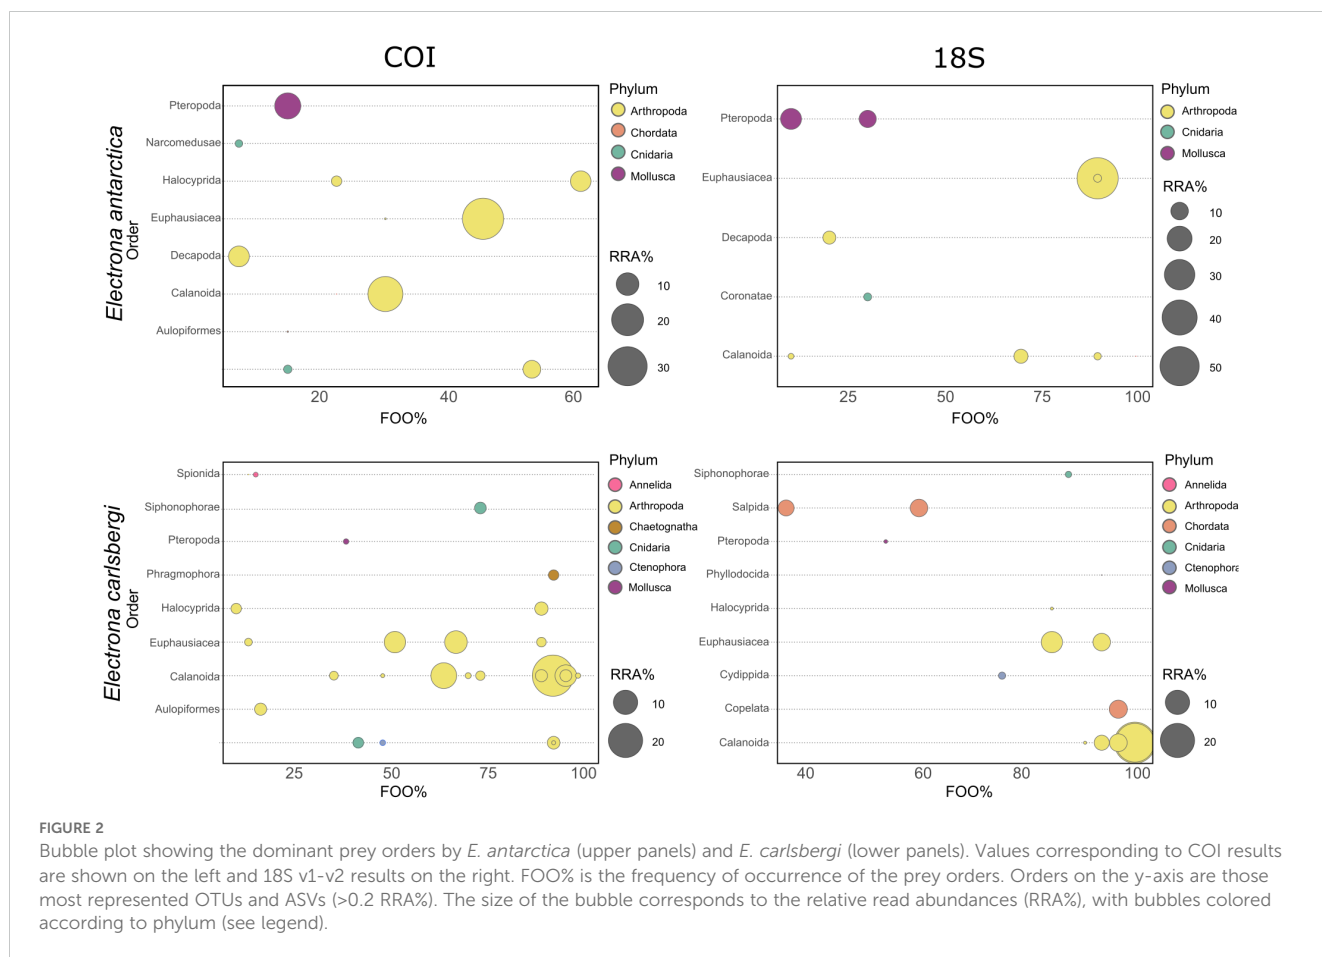 COI
18S
Electrona antarctica
Order
Pteropoda
Narcomedusae
Halocyprida
Euphausiacea
Decapoda
Calanoida
Aulopiformes
20
40
60
FOO%
Phylum
Arthropoda
Chordata
Cnidaria
Mollusca
RRA%
10
20
30
Pteropoda
Euphausiacea
Decapoda
Coronatae
Calanoida
25
50
75
100
FOO%
Phylum
Arthropoda
Cnidaria
Mollusca
RRA%
10
20
30
40
50
Electrona carlsbergi
Order
Spionida
Siphonophorae
Pteropoda
Phragmophora
Halocyprida
Euphausiacea
Calanoida
Aulopiformes
25
50
75
100
FOO%
Phylum
Annelida
Arthropoda
Chaetognatha
Cnidaria
Ctenophora
Mollusca
RRA%
10
20
Siphonophorae
Salpida
Pteropoda
Phyllodocida
Halocyprida
Euphausiacea
Cydippida
Copelata
Calanoida
40
60
80
100
FOO%
Phylum
Annelida
Arthropoda
Chordata
Cnidaria
Ctenophora
Mollusca
RRA%
10
20
FIGURE 2
Bubble plot showing the dominant prey orders by E. antarctica (upper panels) and E. carlsbergi (lower panels). Values corresponding to COI results
are shown on the left and 18S v1-v2 results on the right. FOO% is the frequency of occurrence of the prey orders. Orders on the y-axis are those
most represented OTUs and ASVs (>0.2 RRA%). The size of the bubble corresponds to the relative read abundances (RRA%), with bubbles colored
according to phylum (see legend).